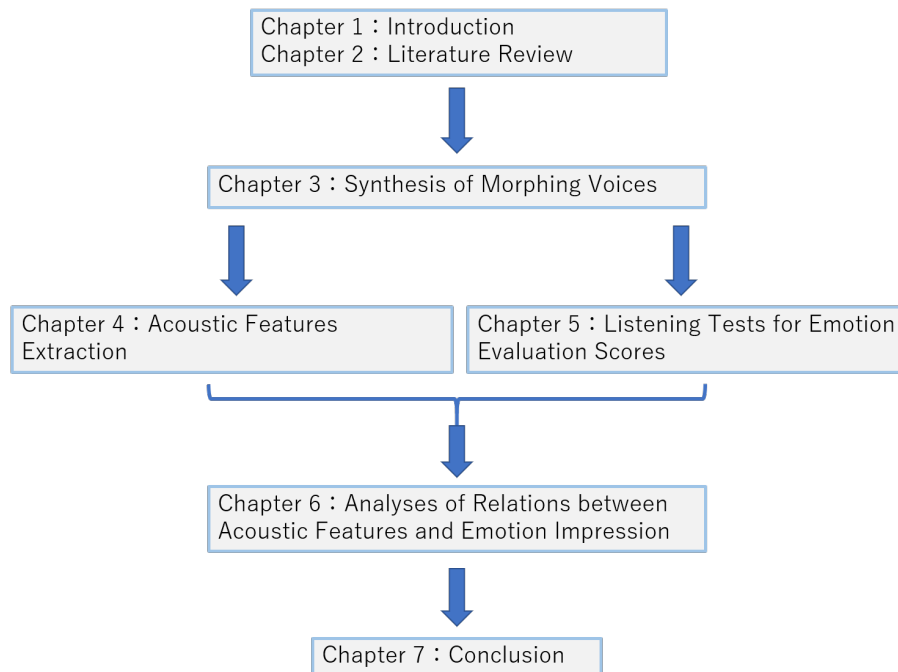 Chapter 1：Introduction
Chapter 2：Literature Review
Chapter 3：Synthesis of Morphing Voices
Chapter 4：Acoustic Features
Extraction
Chapter 5：Listening Tests for Emotion
Evaluation Scores
Chapter 6：Analyses of Relations between
Acoustic Features and Emotion Impression
Chapter 7：Conclusion